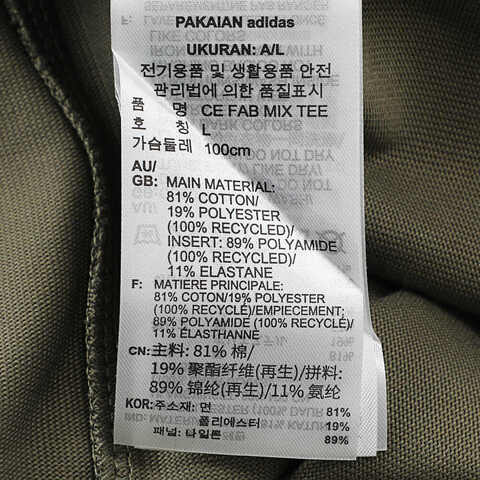 PAKAIAN adidas
UKURAN: A/L
전기용품 및 생활용품 안전
관리법에 의한 품질표시
품 명 CE FAB MIX TEE
호 칭 L
가슴둘레 100cm
AU/
GB: MAIN MATERIAL:
81% COTTON/
19% POLYESTER
(100% RECYCLED)/
INSERT: 89% POLYAMIDE
(100% RECYCLED)/
11% ELASTANE
F: MATIERE PRINCIPALE:
81% COTON/19% POLYESTER
(100% RECYCLE)/EMPIECEMENT:
89% POLYAMIDE (100% RECYCLE)/
11% ÉLASTHANNE
CN: 主料: 81% 棉/
19% 聚酯纤维(再生)/拼料:
89% 锦纶(再生)/11% 氨纶
KOR: 주소재: 면 81%
폴리에스터 19%
패널: 나일론 89%